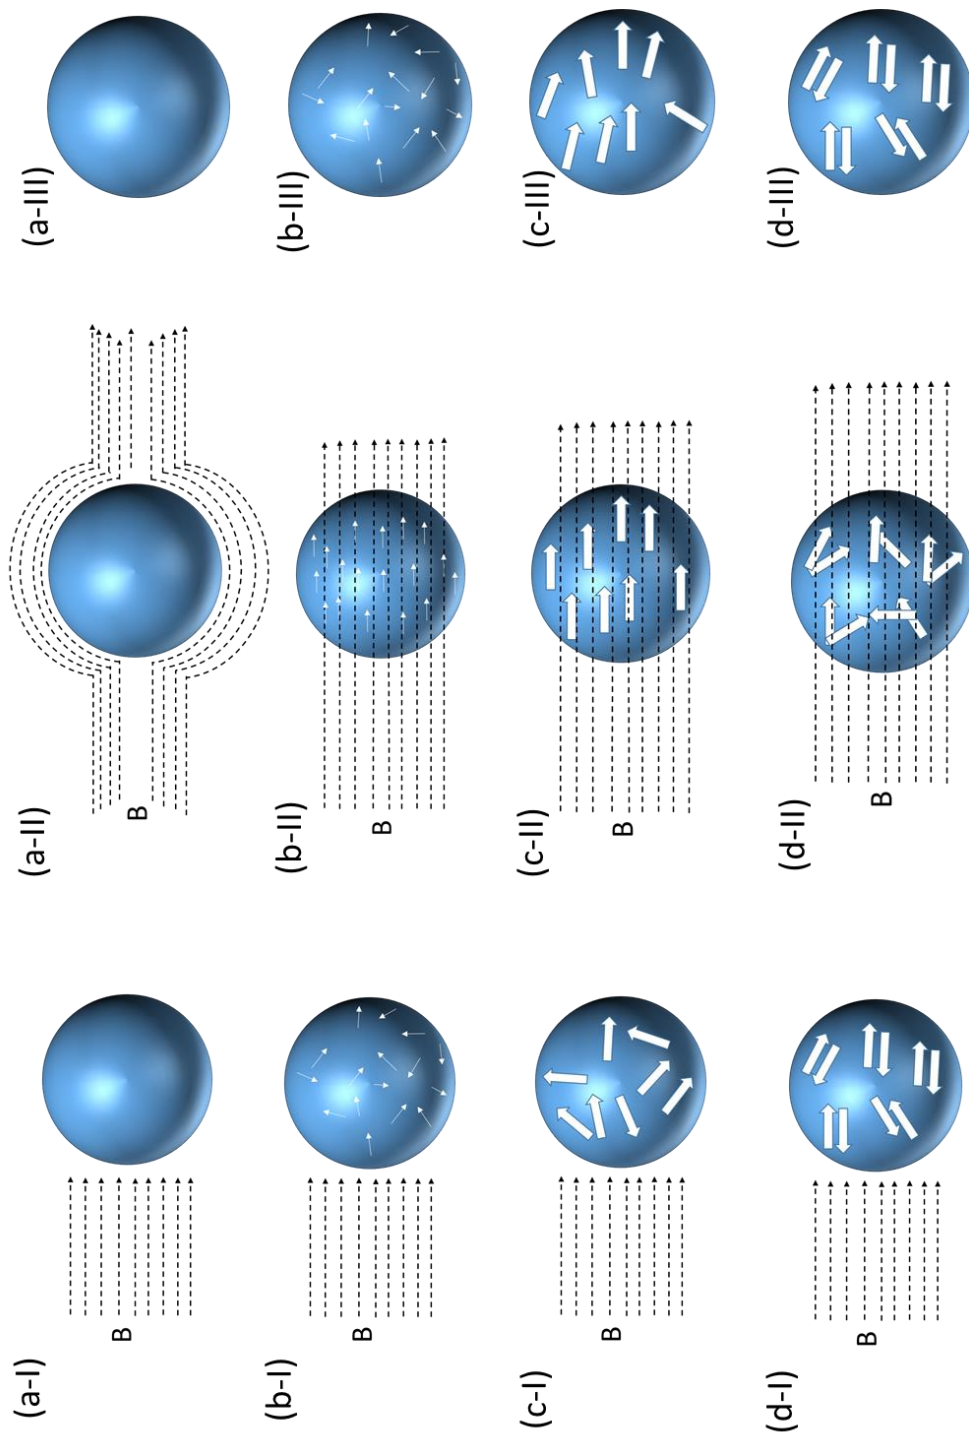 (a-I)
B
(a-II)
B
(a-III)
(b-I)
B
(b-II)
B
(b-III)
(c-I)
B
(c-II)
B
(c-III)
(d-I)
B
(d-II)
B
(d-III)